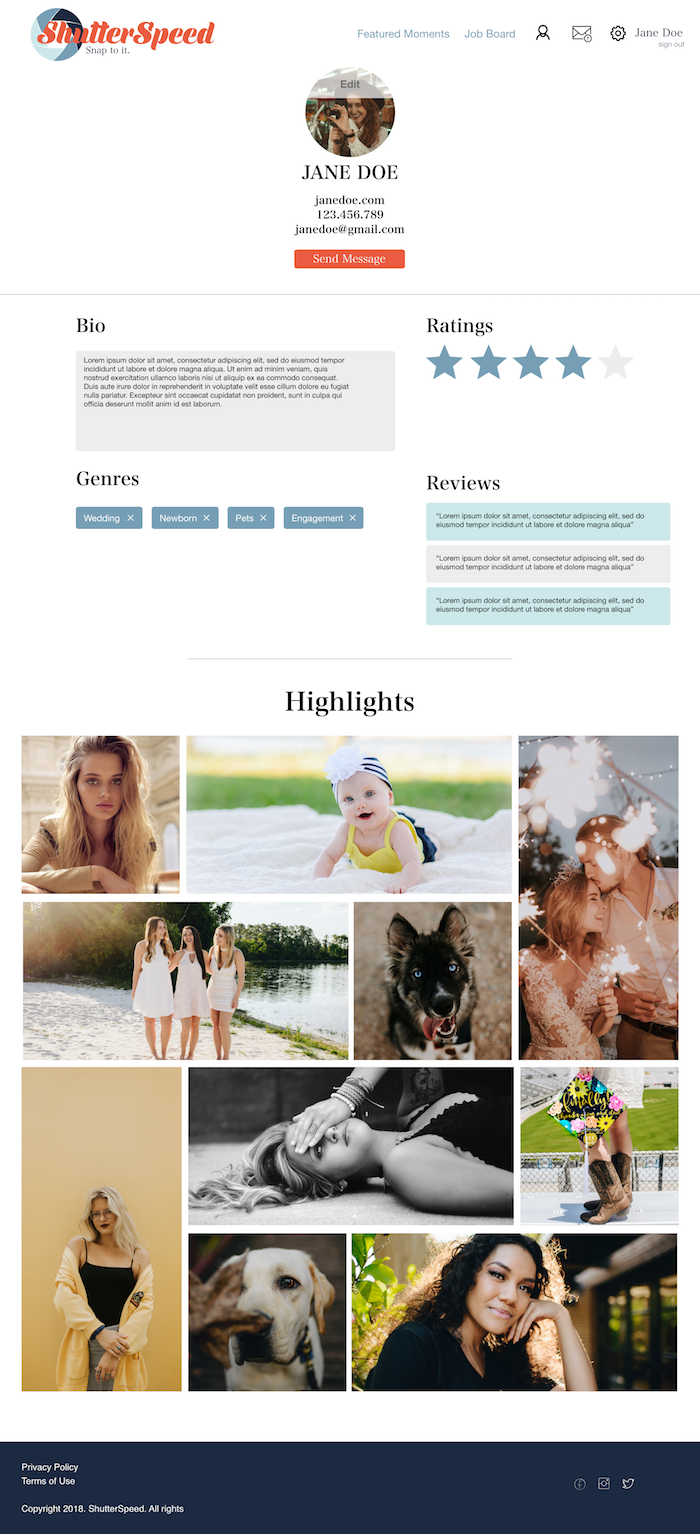 ShutterSpeed
Snap to it.
Featured Moments
Job Board
Jane Doe
sign out
Edit
JANE DOE
janedoe.com
123.456.789
janedoe@gmail.com
Send Message
Bio
Lorem ipsum dolor sit amet, consectetur adipiscing elit, sed do eiusmod tempor
incididunt ut labore et dolore magna aliqua. Ut enim ad minim veniam, quis
nostrud exercitation ullamco laboris nisi ut aliquip ex ea commodo consequat.
Duis aute irure dolor in reprehenderit in voluptate velit esse cillum dolore eu fugiat
nulla pariatur. Excepteur sint occaecat cupidatat non proident, sunt in culpa qui
officia deserunt mollit anim id est laborum.
Genres
Wedding ×
Newborn ×
Pets ×
Engagement ×
Ratings
Reviews
“Lorem ipsum dolor sit amet, consectetur adipiscing elit, sed do
eiusmod tempor incididunt ut labore et dolore magna aliqua”
“Lorem ipsum dolor sit amet, consectetur adipiscing elit, sed do
eiusmod tempor incididunt ut labore et dolore magna aliqua”
“Lorem ipsum dolor sit amet, consectetur adipiscing elit, sed do
eiusmod tempor incididunt ut labore et dolore magna aliqua”
Highlights
finally
Privacy Policy
Terms of Use
Copyright 2018. ShutterSpeed. All rights